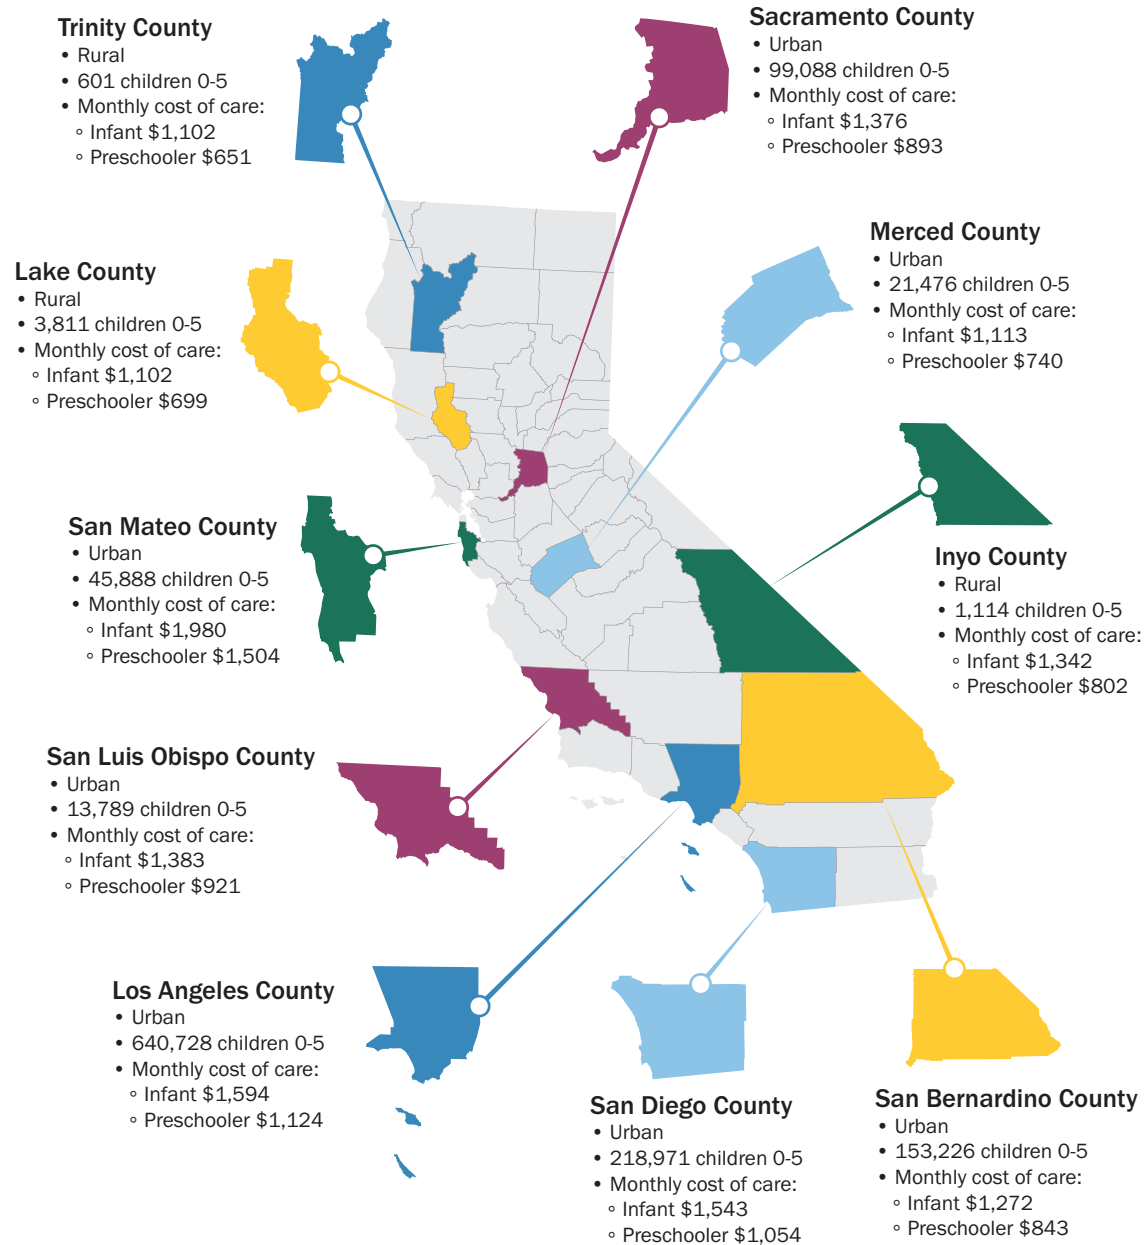 Trinity County
• Rural
• 601 children 0-5
• Monthly cost of care:
◦ Infant $1,102
◦ Preschooler $651
Sacramento County
• Urban
• 99,088 children 0-5
• Monthly cost of care:
◦ Infant $1,376
◦ Preschooler $893
Lake County
• Rural
• 3,811 children 0-5
• Monthly cost of care:
◦ Infant $1,102
◦ Preschooler $699
Merced County
• Urban
• 21,476 children 0-5
• Monthly cost of care:
◦ Infant $1,113
◦ Preschooler $740
San Mateo County
• Urban
• 45,888 children 0-5
• Monthly cost of care:
◦ Infant $1,980
◦ Preschooler $1,504
Inyo County
• Rural
• 1,114 children 0-5
• Monthly cost of care:
◦ Infant $1,342
◦ Preschooler $802
San Luis Obispo County
• Urban
• 13,789 children 0-5
• Monthly cost of care:
◦ Infant $1,383
◦ Preschooler $921
Los Angeles County
• Urban
• 640,728 children 0-5
• Monthly cost of care:
◦ Infant $1,594
◦ Preschooler $1,124
San Diego County
• Urban
• 218,971 children 0-5
• Monthly cost of care:
◦ Infant $1,543
◦ Preschooler $1,054
San Bernardino County
• Urban
• 153,226 children 0-5
• Monthly cost of care:
◦ Infant $1,272
◦ Preschooler $843